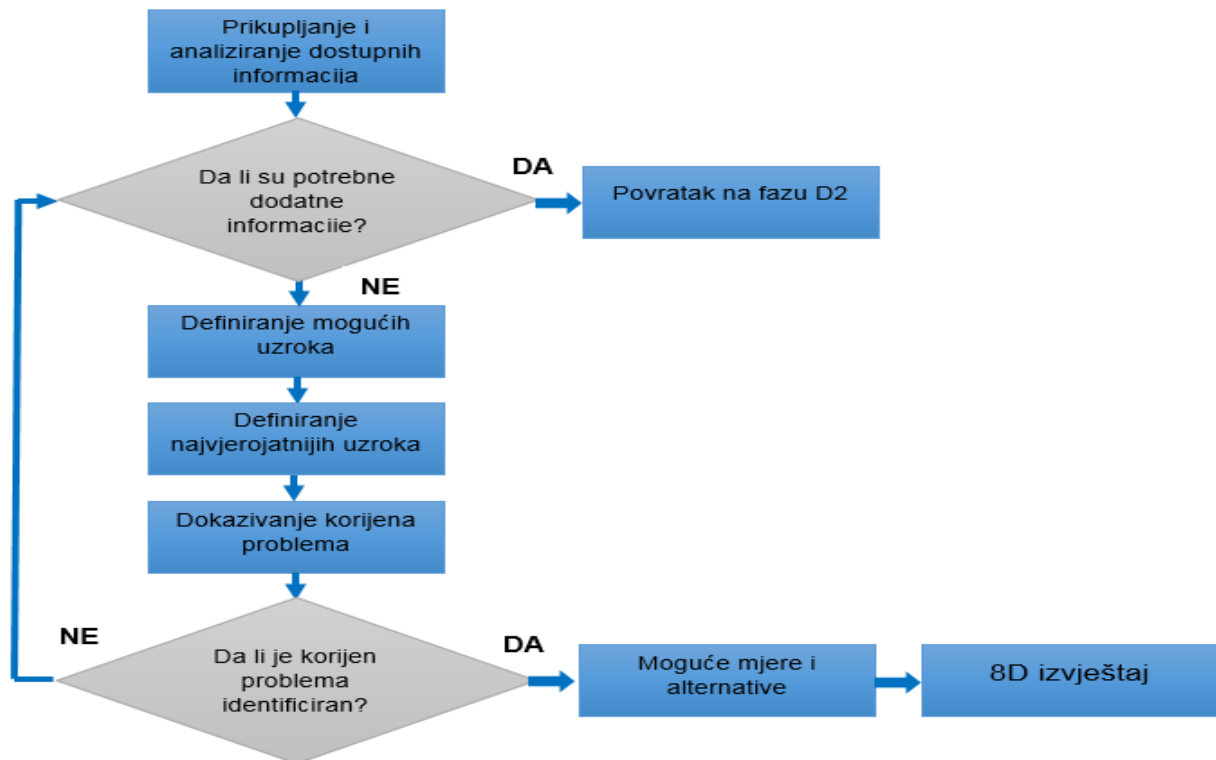 Prikupljanje i
analiziranje dostupnih
informacija
Da li su potrebne
dodatne
informacije?
DA
Povratak na fazu D2
NE
Definiranje mogućih
uzroka
Definiranje
najvjerojatnijih uzroka
Dokazivanje korijena
problema
NE
Da li je korijen
problema
identificiran?
DA
Moguće mjere i
alternative
8D izvještaj